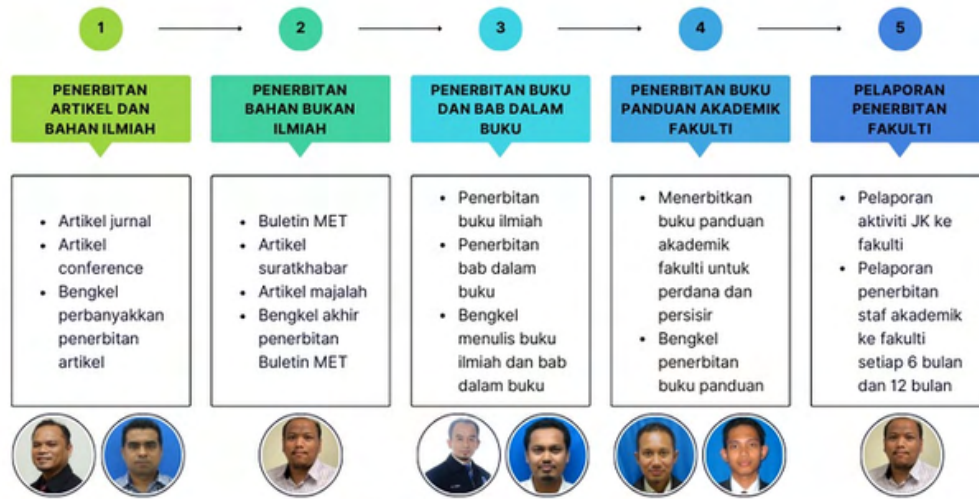 1
2
3
4
5
PENERBITAN
ARTIKEL DAN
BAHAN ILMIAH
PENERBITAN
BAHAN BUKAN
ILMIAH
PENERBITAN BUKU
DAN BAB DALAM
BUKU
PENERBITAN BUKU
PANDUAN AKADEMIK
FAKULTI
PELAPORAN
PENERBITAN
FAKULTI
• Artikel jurnal
• Artikel
conference
• Bengkel
perbanyakkan
penerbitan
artikel
• Buletin MET
• Artikel
suratkhabar
• Artikel majalah
• Bengkel akhir
penerbitan
Buletin MET
• Penerbitan
buku ilmiah
• Penerbitan
bab dalam
buku
• Bengkel
menulis buku
ilmiah dan bab
dalam buku
• Menerbitkan
buku panduan
akademik
fakulti untuk
perdana dan
persisir
• Bengkel
penerbitan
buku panduan
• Pelaporan
aktiviti JK ke
fakulti
• Pelaporan
penerbitan
staf akademik
ke fakulti
setiap 6 bulan
dan 12 bulan